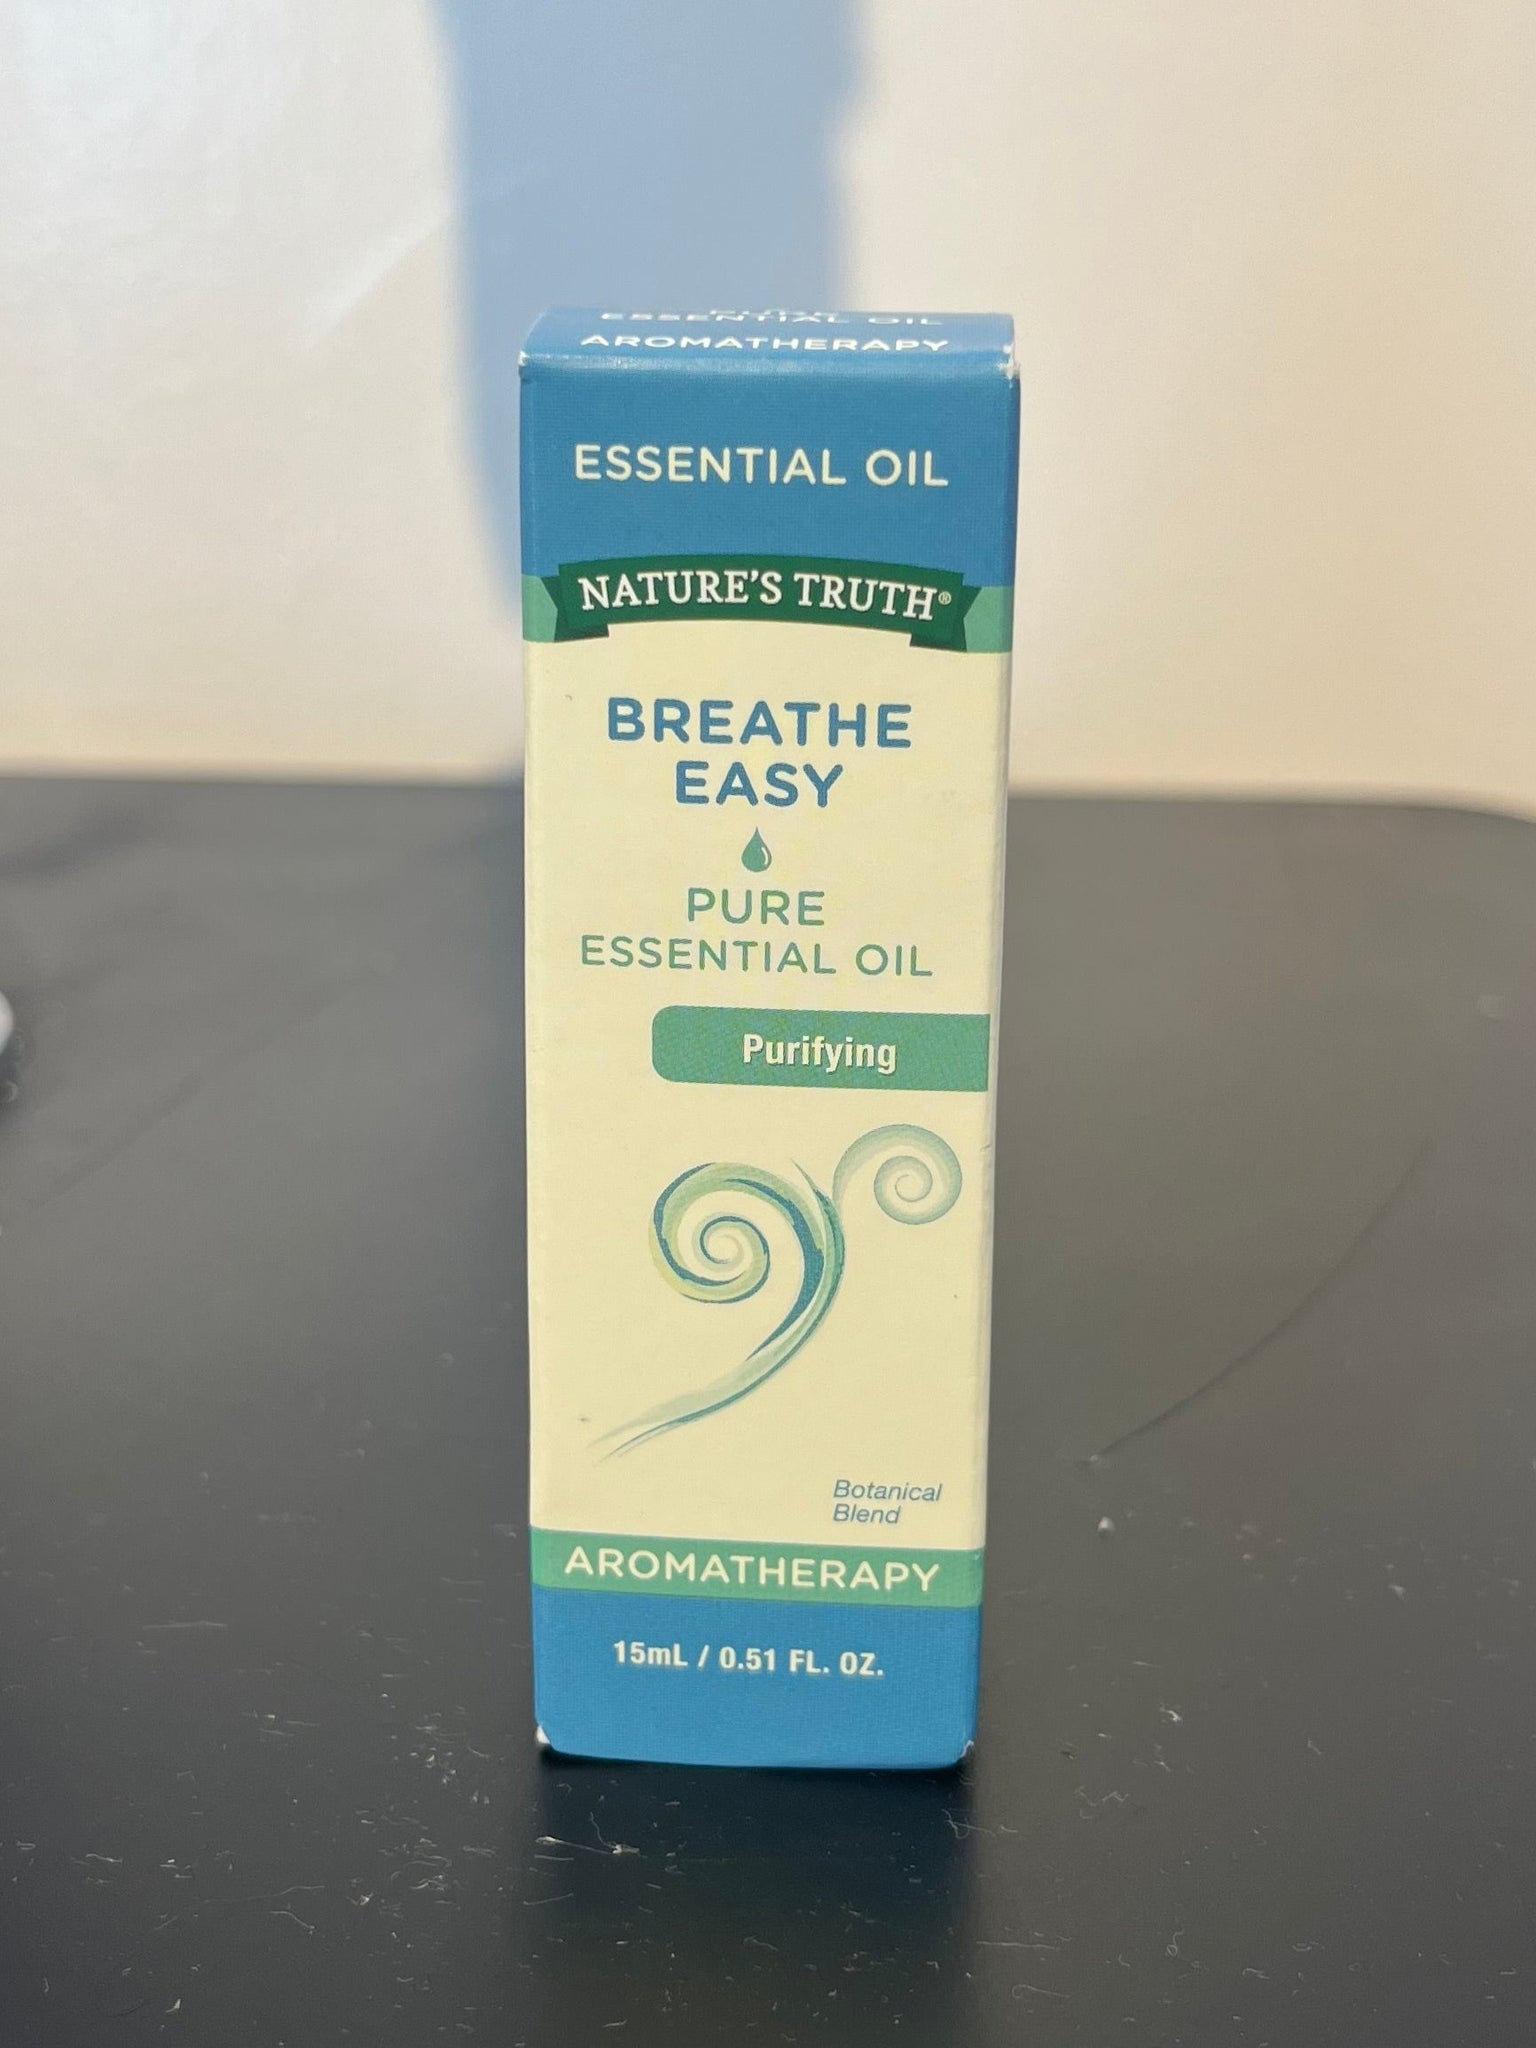 ESSENTIAL OIL
AROMATHERAPY
ESSENTIAL OIL
NATURE'S TRUTH®
BREATHE
EASY
PURE
ESSENTIAL OIL
Purifying
Botanical
Blend
AROMATHERAPY
15mL / 0.51 FL. OZ.